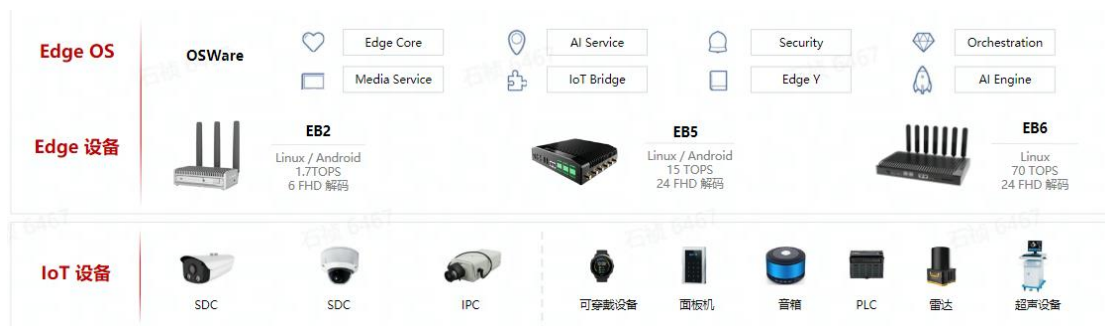 Edge OS
OSWare
Edge Core
AI Service
Security
Orchestration
Media Service
IoT Bridge
Edge Y
AI Engine
Edge 设备
EB2
Linux / Android
1.7TOPS
6 FHD 解码
EB5
Linux / Android
15 TOPS
24 FHD 解码
EB6
Linux
70 TOPS
24 FHD 解码
IoT 设备
SDC
SDC
IPC
可穿戴设备
面板机
音箱
PLC
雷达
超声设备
石桢 6467